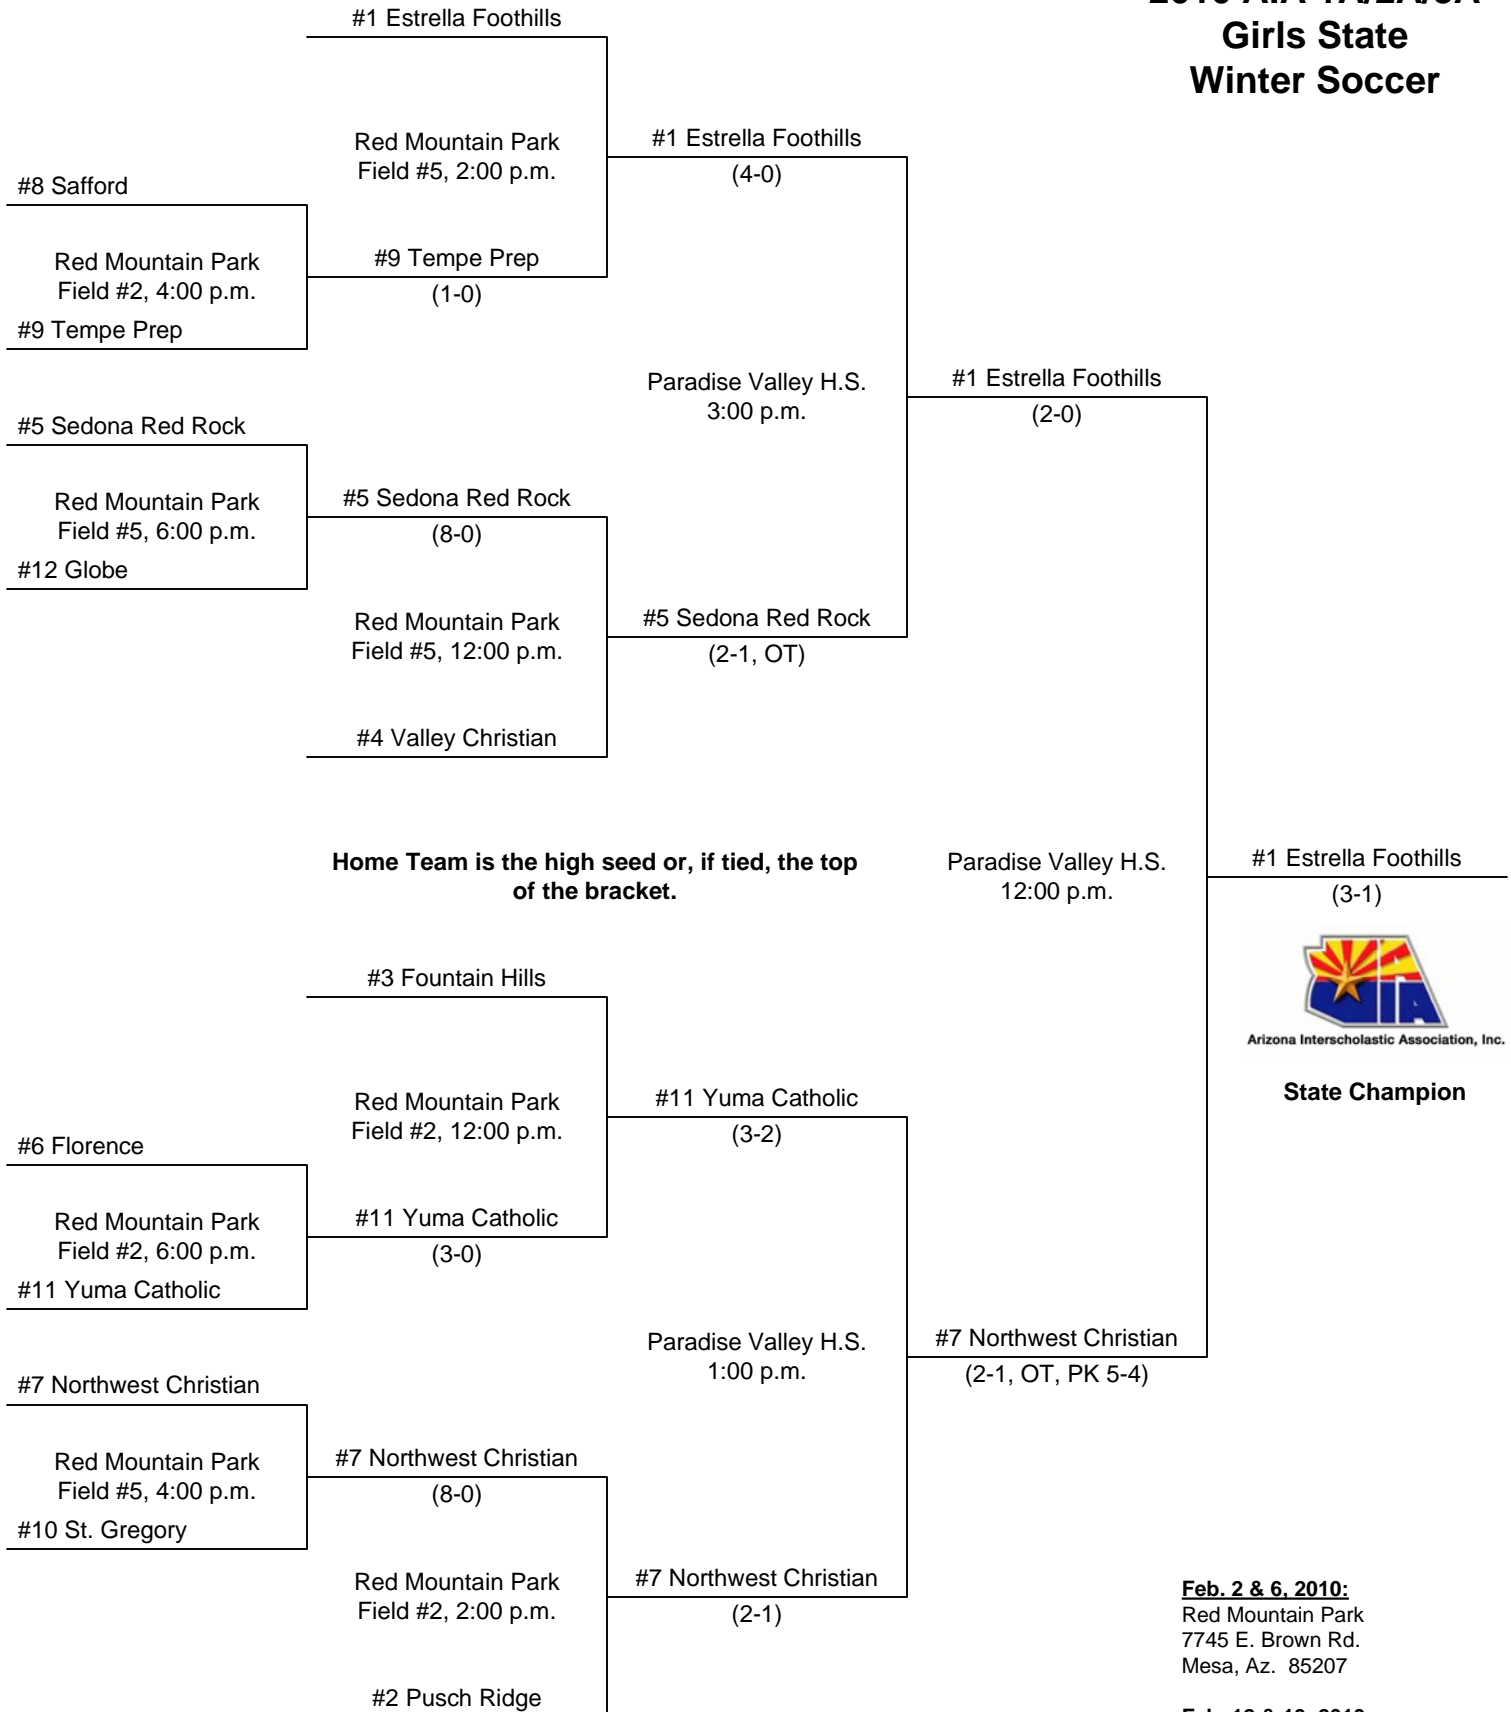 Girls State
Winter Soccer
#1 Estrella Foothills
Red Mountain Park
Field #5, 2:00 p.m.
#1 Estrella Foothills
(4-0)
#8 Safford
Red Mountain Park
Field #2, 4:00 p.m.
#9 Tempe Prep
(1-0)
#9 Tempe Prep
Paradise Valley H.S.
3:00 p.m.
#1 Estrella Foothills
(2-0)
#5 Sedona Red Rock
Red Mountain Park
Field #5, 6:00 p.m.
#5 Sedona Red Rock
(8-0)
#12 Globe
Red Mountain Park
Field #5, 12:00 p.m.
#5 Sedona Red Rock
(2-1, OT)
#4 Valley Christian
Home Team is the high seed or, if tied, the top
of the bracket.
Paradise Valley H.S.
12:00 p.m.
#1 Estrella Foothills
(3-1)
AIA
Arizona Interscholastic Association, Inc.
State Champion
#3 Fountain Hills
Red Mountain Park
Field #2, 12:00 p.m.
#11 Yuma Catholic
(3-2)
#6 Florence
Red Mountain Park
Field #2, 6:00 p.m.
#11 Yuma Catholic
(3-0)
#11 Yuma Catholic
Paradise Valley H.S.
1:00 p.m.
#7 Northwest Christian
(2-1, OT, PK 5-4)
#7 Northwest Christian
Red Mountain Park
Field #5, 4:00 p.m.
#7 Northwest Christian
(8-0)
#10 St. Gregory
Red Mountain Park
Field #2, 2:00 p.m.
#7 Northwest Christian
(2-1)
#2 Pusch Ridge
Feb. 2 & 6, 2010:
Red Mountain Park
7745 E. Brown Rd.
Mesa, Az. 85207